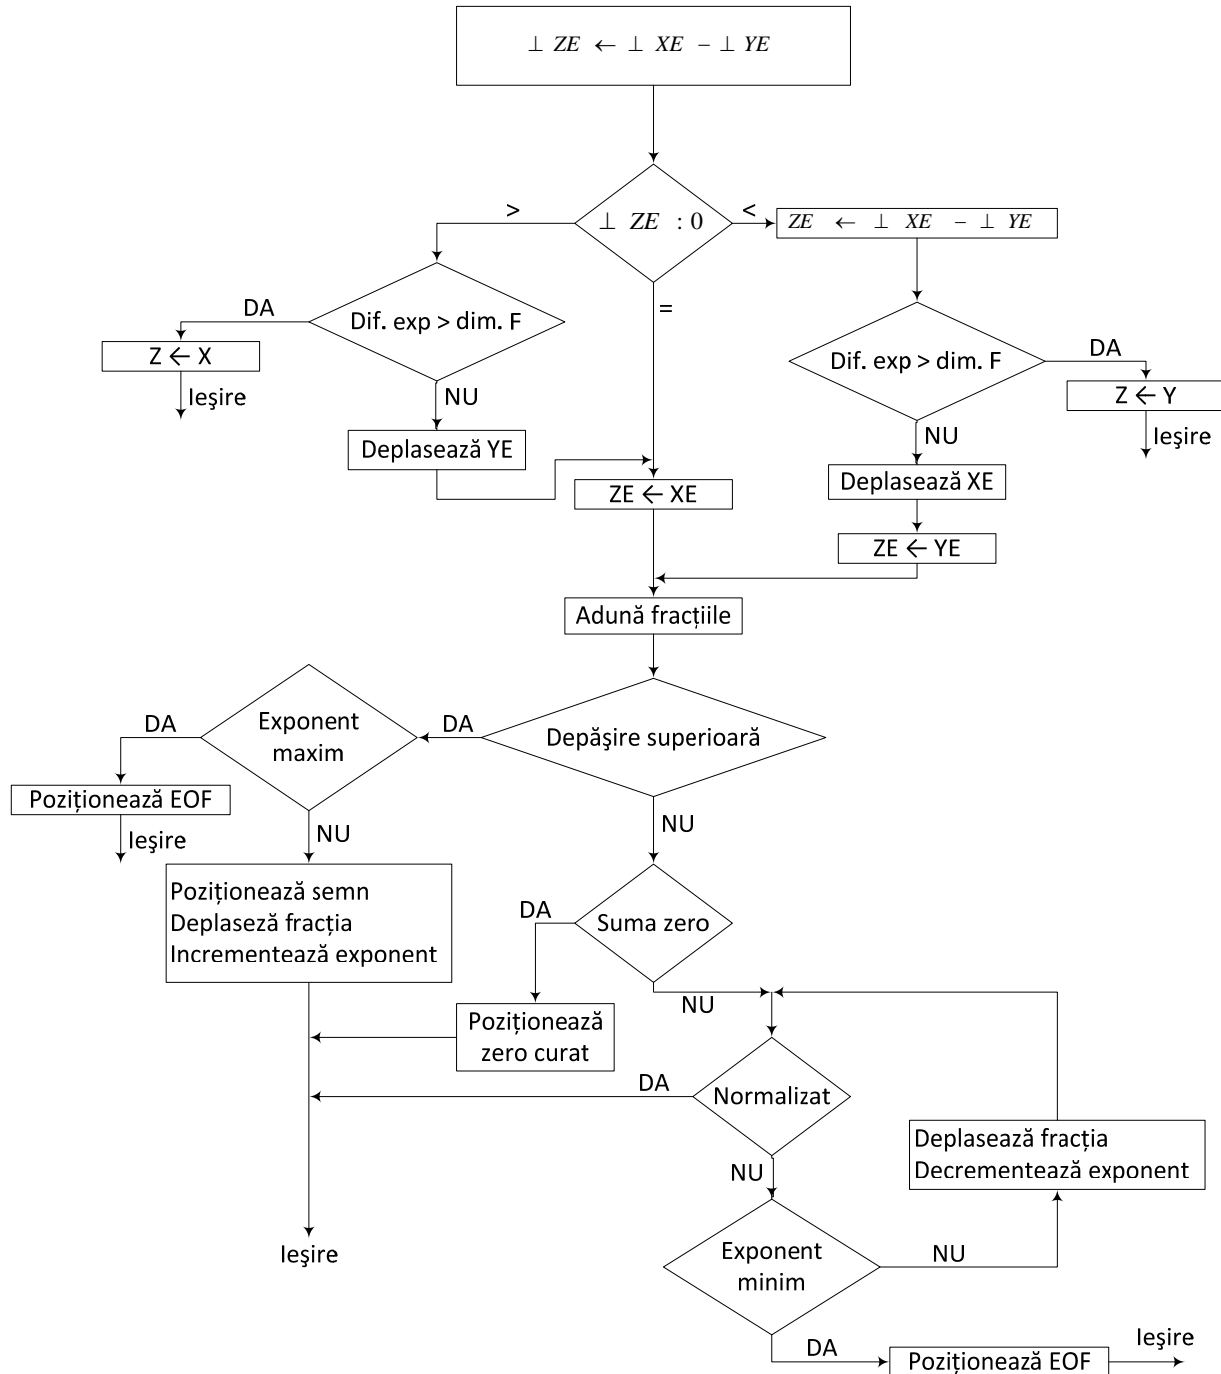 ⊥ ZE ← ⊥ XE − ⊥ YE
⊥ ZE : 0
>
<
=
ZE ← ⊥ XE − ⊥ YE
Dif. exp > dim. F
DA
Z ← X
Ieşire
NU
Deplasează YE
Dif. exp > dim. F
DA
Z ← Y
Ieşire
NU
Deplasează XE
ZE ← XE
ZE ← YE
Adună fracțiile
Depăşire superioară
DA
Exponent
maxim
DA
Poziționează EOF
Ieşire
NU
Poziționează semn
Deplaseză fracția
Incrementează exponent
NU
Suma zero
DA
Poziționează
zero curat
NU
Normalizat
DA
Ieşire
NU
Deplasează fracția
Decrementează exponent
Exponent
minim
NU
DA
Poziționează EOF
Ieşire